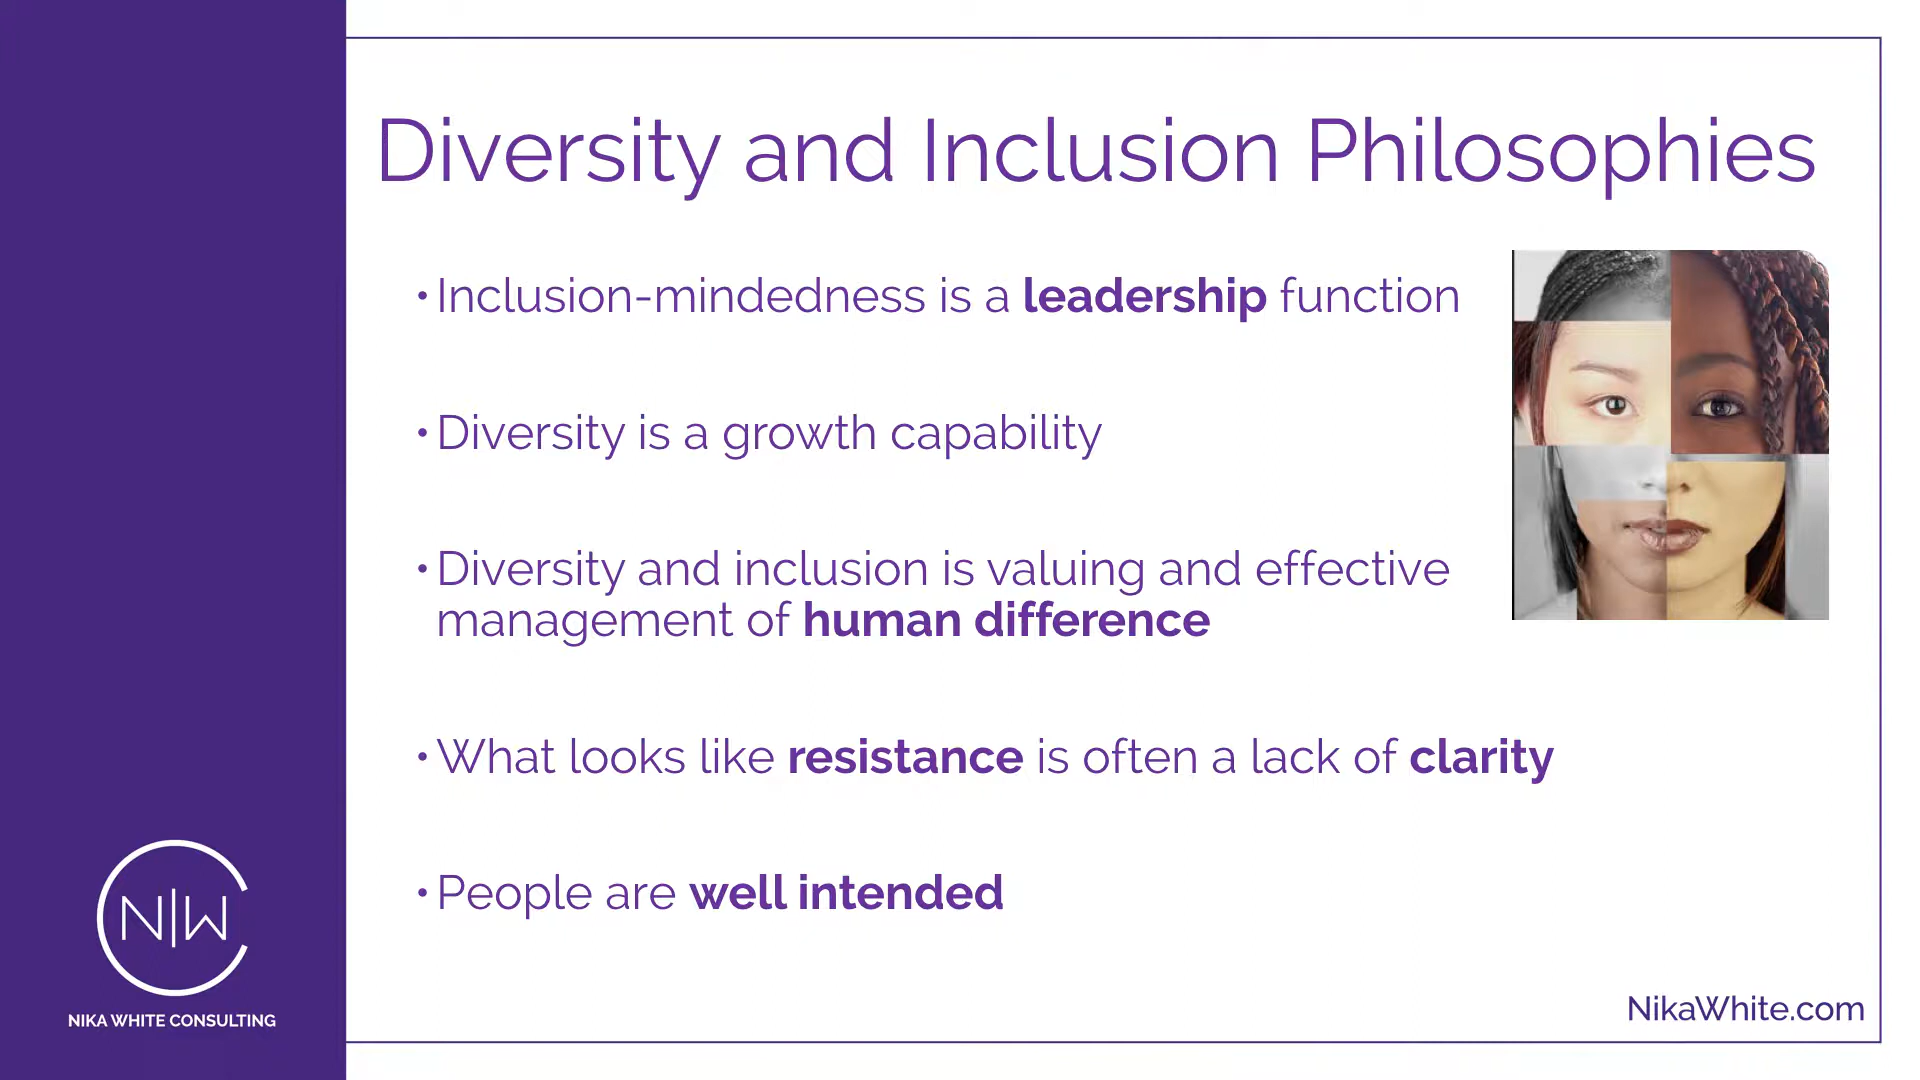 Diversity and Inclusion Philosophies
• Inclusion-mindedness is a leadership function
• Diversity is a growth capability
• Diversity and inclusion is valuing and effective
management of human difference
• What looks like resistance is often a lack of clarity
• People are well intended
N|W
NIKA WHITE CONSULTING
NikaWhite.com